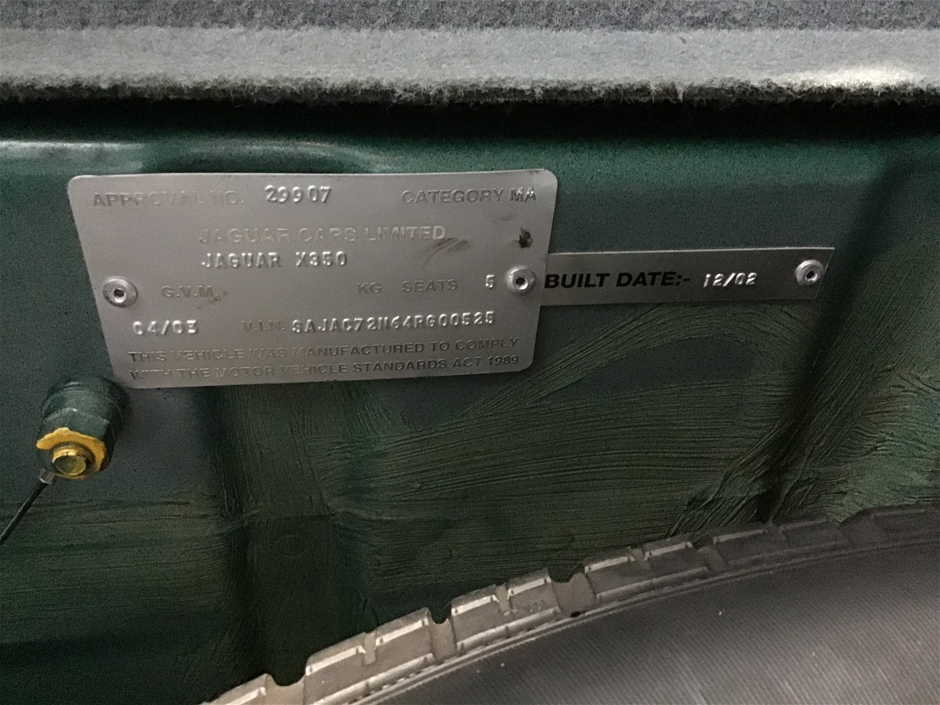 APPROVAL NO. 29907 CATEGORY MA
JAGUAR CARS LIMITED
JAGUAR X350
G.V.M. KG SEATS 5
04/03 V.I.N. SAJAC72N64RG00525
THIS VEHICLE WAS MANUFACTURED TO COMPLY
WITH THE MOTOR VEHICLE STANDARDS ACT 1989
BUILT DATE:- 12/02